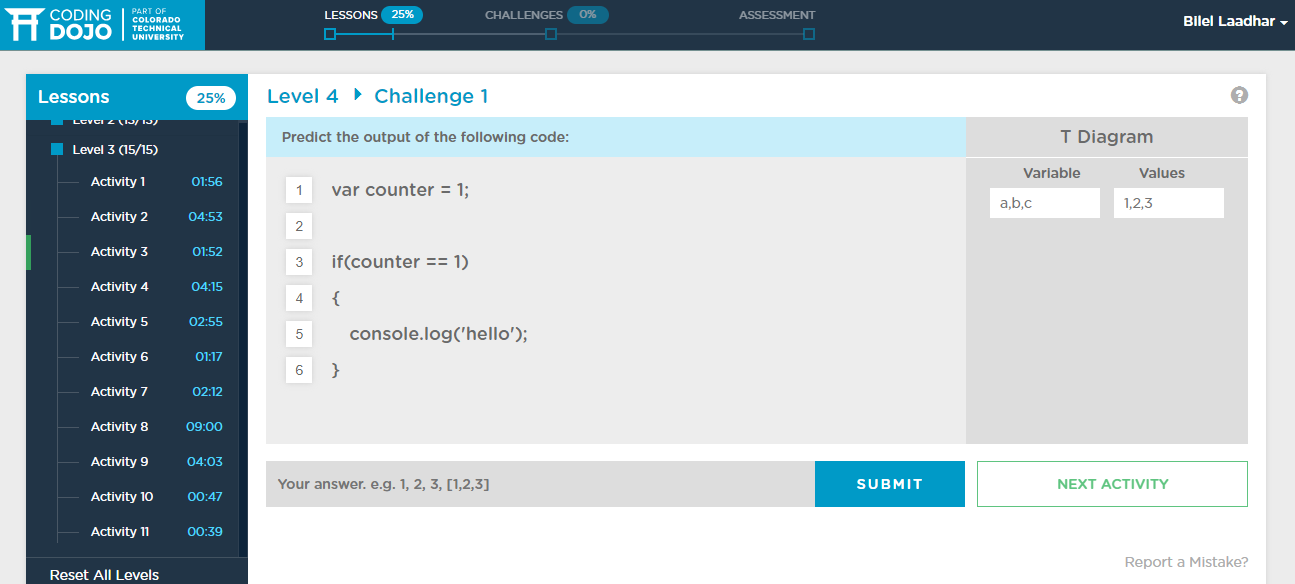 CODING DOJO
PART OF COLORADO TECHNICAL UNIVERSITY
LESSONS 25%
CHALLENGES 0%
ASSESSMENT
Bilel Laadhar
Lessons 25%
Level 2 (13/13)
Level 3 (15/15)
Activity 1 01:56
Activity 2 04:53
Activity 3 01:52
Activity 4 04:15
Activity 5 02:55
Activity 6 01:17
Activity 7 02:12
Activity 8 09:00
Activity 9 04:03
Activity 10 00:47
Activity 11 00:39
Reset All Levels
Level 4 Challenge 1
?
Predict the output of the following code:
1 var counter = 1;
2
3 if(counter == 1)
4 {
5 console.log('hello');
6 }
T Diagram
Variable Values
a,b,c 1,2,3
Your answer. e.g. 1, 2, 3, [1,2,3]
SUBMIT
NEXT ACTIVITY
Report a Mistake?